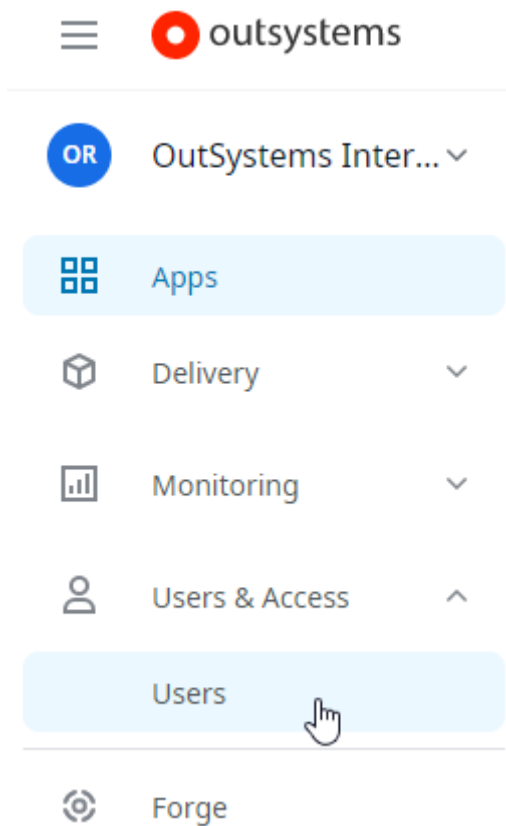 outsystems
OR
OutSystems Inter...
Apps
Delivery
Monitoring
Users & Access
Users
Forge